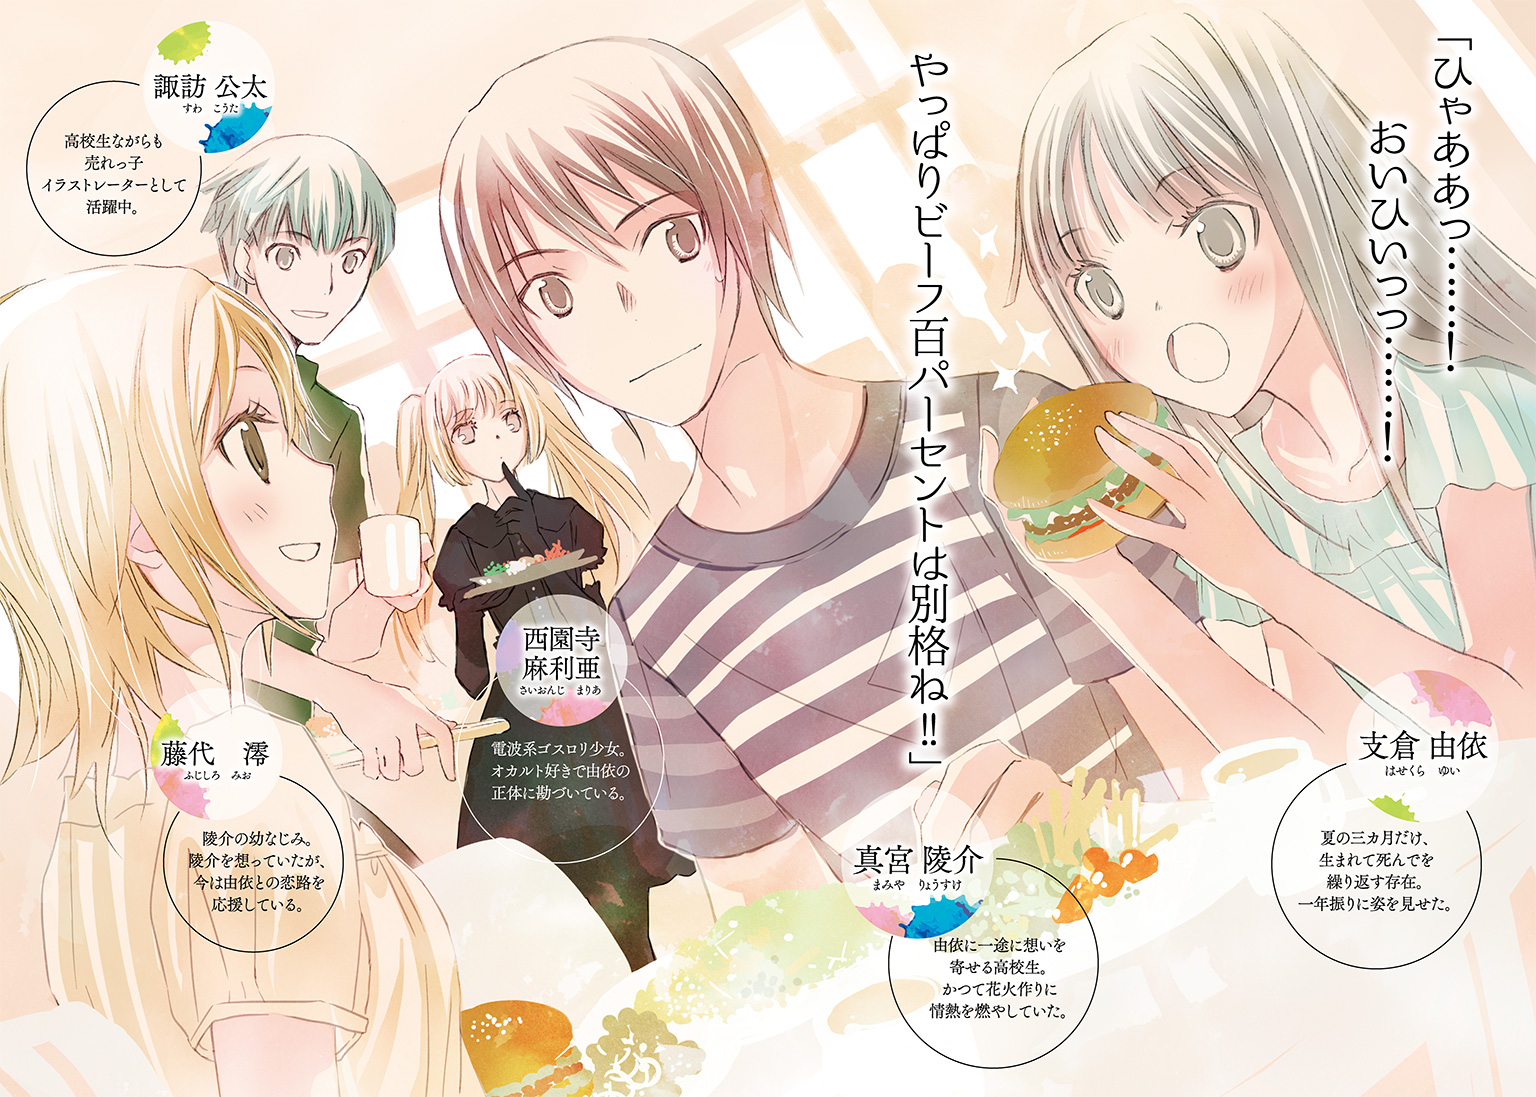 「ひゃああっ……！
おいひいっっ……！
やっぱりビーフ百パーセントは別格ね!!」
支倉 由依
はせくら ゆい
夏の三カ月だけ、
生まれて死んでを
繰り返す存在。
一年振りに姿を見せた。
真宮 陵介
まみや りょうすけ
由依に一途に想いを
寄せる高校生。
かつて花火作りに
情熱を燃やしていた。
西園寺
麻利亜
さいおんじ まりあ
電波系ゴスロリ少女。
オカルト好きで由依の
正体に勘づいている。
諏訪 公太
すわ こうた
高校生ながらも
売れっ子
イラストレーターとして
活躍中。
藤代 澪
ふじしろ みお
陵介の幼なじみ。
陵介を想っていたが、
今は由依との恋路を
応援している。